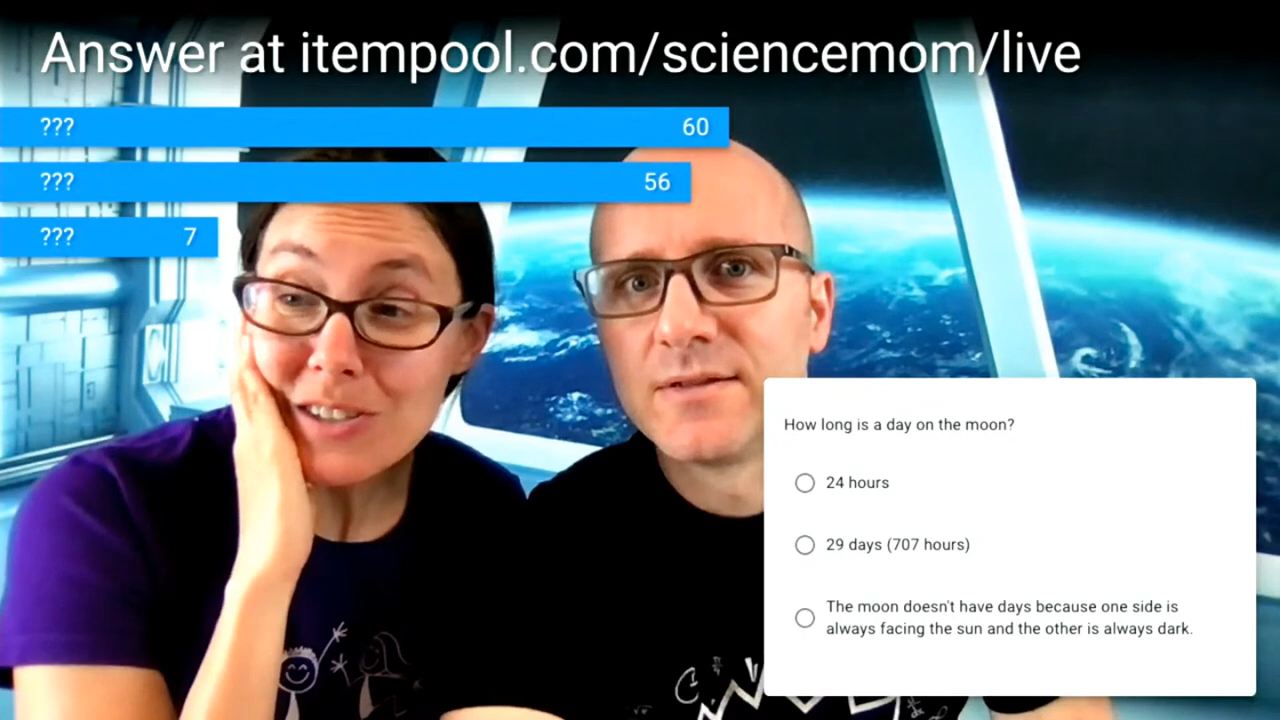 Answer at itempool.com/sciencemom/live
??? 60
??? 56
??? 7
How long is a day on the moon?
24 hours
29 days (707 hours)
The moon doesn't have days because one side is
always facing the sun and the other is always dark.